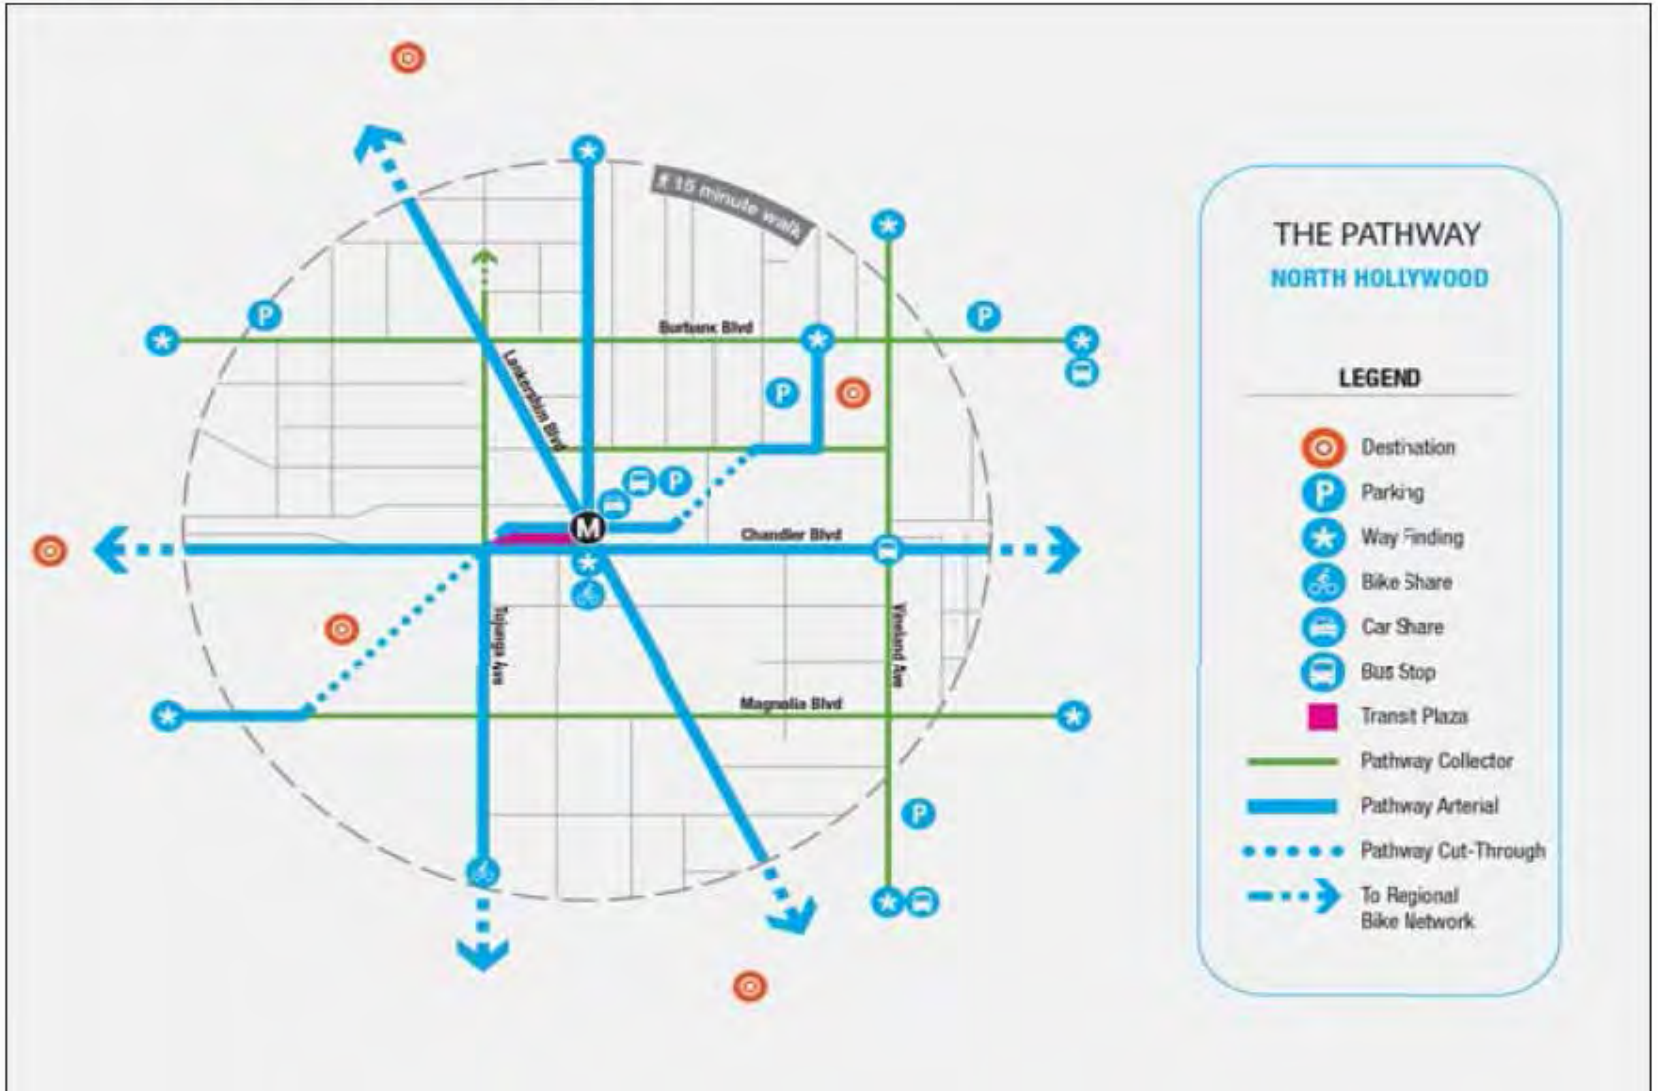 15 minute walk
P
P
Burbank Blvd
Lankershim Blvd
P
P
M
Chandler Blvd
Tujunga Ave
Vineland Ave
Magnolia Blvd
P
THE PATHWAY
NORTH HOLLYWOOD
LEGEND
Destination
P Parking
Way Finding
Bike Share
Car Share
Bus Stop
Transit Plaza
Pathway Collector
Pathway Arterial
Pathway Cut-Through
To Regional
Bike Network